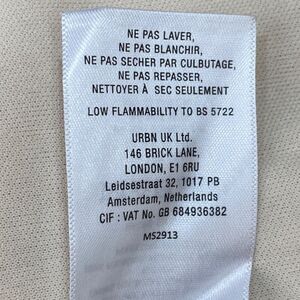 NE PAS LAVER,
NE PAS BLANCHIR,
NE PAS SECHER PAR CULBUTAGE,
NE PAS REPASSER,
NETTOYER À SEC SEULEMENT
LOW FLAMMABILITY TO BS 5722
URBN UK Ltd.
146 BRICK LANE,
LONDON, E1 6RU
Leidsestraat 32, 1017 PB
Amsterdam, Netherlands
CIF : VAT No. GB 684936382
MS2913